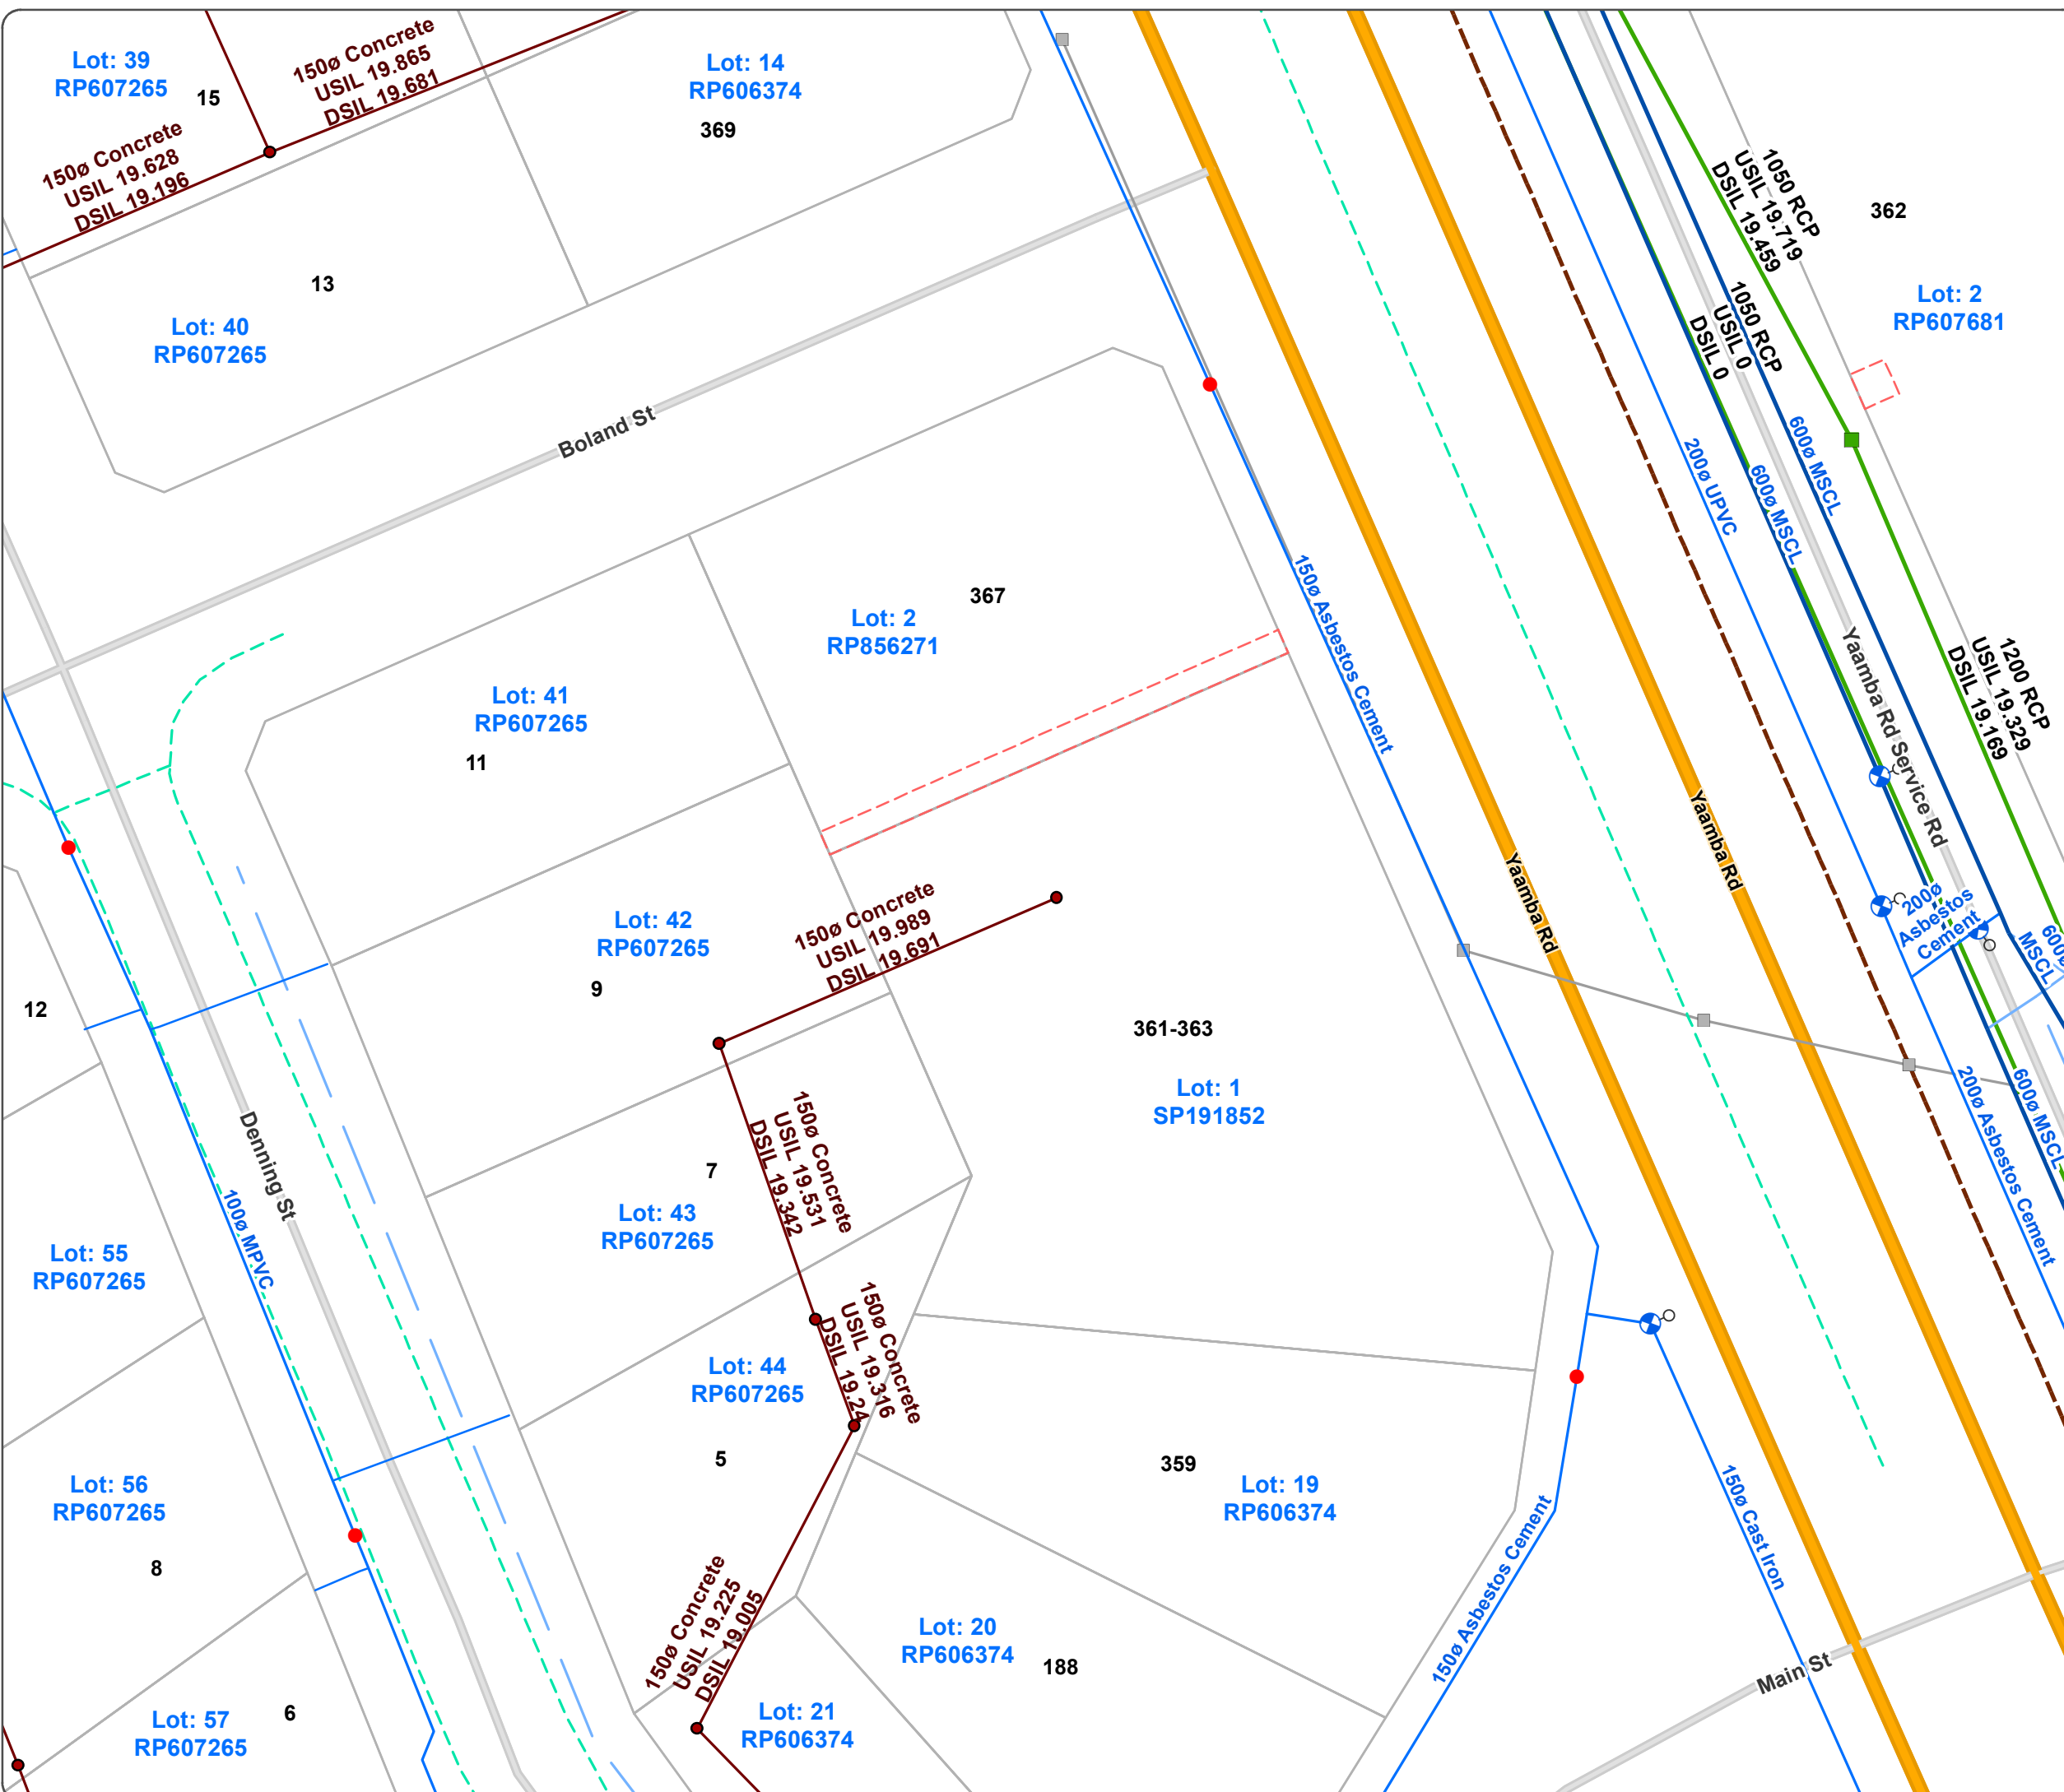 Lot: 39
RP607265
15
150ø Concrete
USIL 19.865
DSIL 19.681
Lot: 14
RP606374
369
150ø Concrete
USIL 19.628
DSIL 19.196
1050 RCP
USIL 19.719
DSIL 19.459
362
Lot: 2
RP607681
13
Lot: 40
RP607265
1050 RCP
USIL 0
DSIL 0
Boland St
600ø MSCL
200ø UPVC
600ø MSCL
367
Lot: 2
RP856271
150ø Asbestos Cement
Lot: 41
RP607265
11
Yaamba Rd Service Rd
1200 RCP
USIL 19.329
DSIL 19.169
Yaamba Rd
Yaamba Rd
Lot: 42
RP607265
9
150ø Concrete
USIL 19.989
DSIL 19.691
200ø
Asbestos
Cement
600ø
MSCL
12
361-363
Lot: 1
SP191852
150ø Concrete
USIL 19.531
DSIL 19.342
7
Lot: 43
RP607265
Denning St
100ø MPVC
600ø MSCL
200ø Asbestos Cement
Lot: 55
RP607265
150ø Concrete
USIL 19.316
DSIL 19.24
Lot: 44
RP607265
5
359
Lot: 19
RP606374
Lot: 56
RP607265
8
150ø Asbestos Cement
150ø Cast Iron
150ø Concrete
USIL 19.225
DSIL 19.005
Lot: 20
RP606374
188
Main St
Lot: 57
RP607265
6
Lot: 21
RP606374